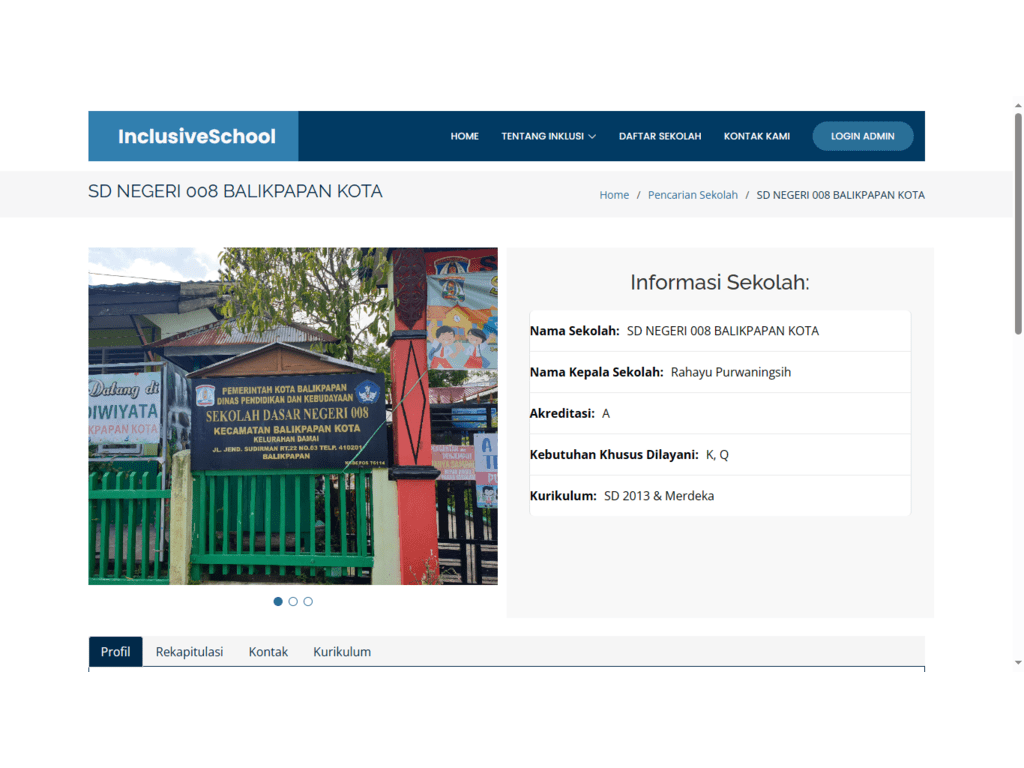 InclusiveSchool
HOME TENTANG INKLUSI DAFTAR SEKOLAH KONTAK KAMI LOGIN ADMIN
SD NEGERI 008 BALIKPAPAN KOTA
Home / Pencarian Sekolah / SD NEGERI 008 BALIKPAPAN KOTA
Datang di
DIWIYATA
KPAPAN KOTA
PEMERINTAH KOTA BALIKPAPAN
DINAS PENDIDIKAN DAN KEBUDAYAAN
SEKOLAH DASAR NEGERI 008
KECAMATAN BALIKPAPAN KOTA
KELURAHAN DAMAI
JL. JEND. SUDIRMAN RT.22 NO.03 TELP. 410201
BALIKPAPAN
KODEPOS 76114
Informasi Sekolah:
Nama Sekolah: SD NEGERI 008 BALIKPAPAN KOTA
Nama Kepala Sekolah: Rahayu Purwaningsih
Akreditasi: A
Kebutuhan Khusus Dilayani: K, Q
Kurikulum: SD 2013 & Merdeka
Profil Rekapitulasi Kontak Kurikulum